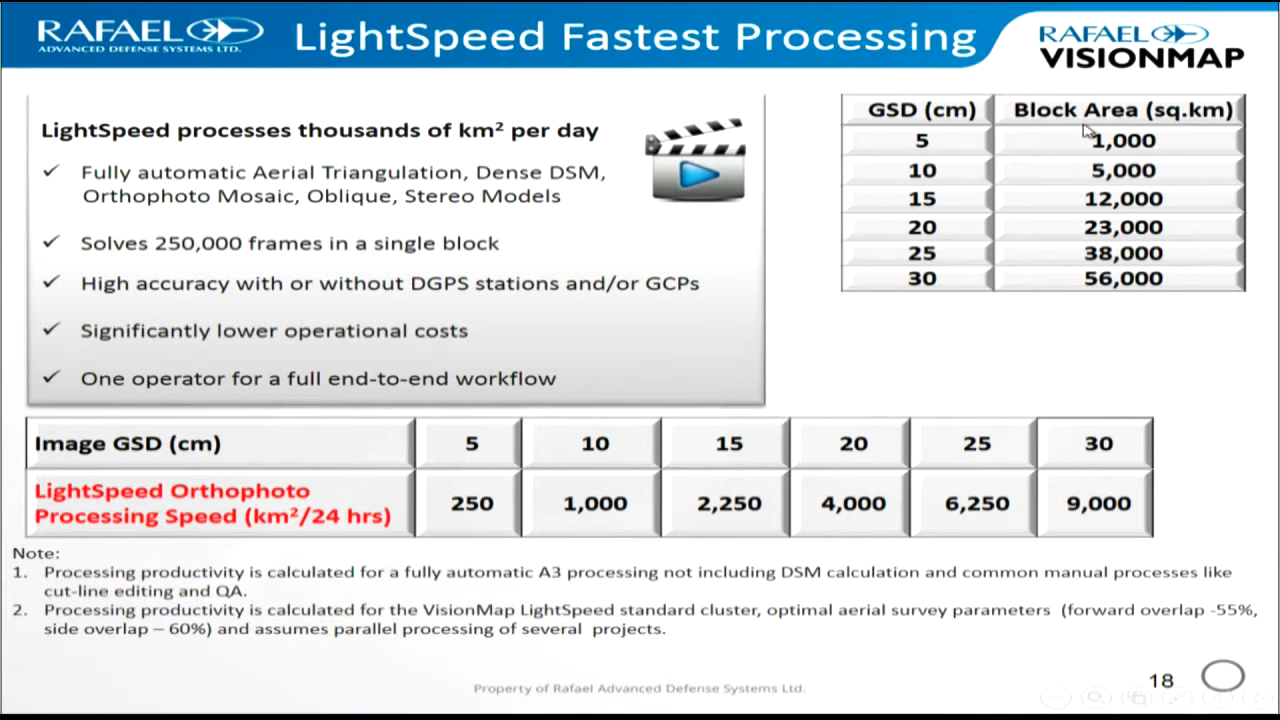 RAFAEL
ADVANCED DEFENSE SYSTEMS LTD.
LightSpeed Fastest Processing
RAFAEL
VISIONMAP
LightSpeed processes thousands of km² per day
✓ Fully automatic Aerial Triangulation, Dense DSM,
Orthophoto Mosaic, Oblique, Stereo Models
✓ Solves 250,000 frames in a single block
✓ High accuracy with or without DGPS stations and/or GCPs
✓ Significantly lower operational costs
✓ One operator for a full end-to-end workflow
GSD (cm) Block Area (sq.km)
5 1,000
10 5,000
15 12,000
20 23,000
25 38,000
30 56,000
Image GSD (cm) 5 10 15 20 25 30
LightSpeed Orthophoto
Processing Speed (km²/24 hrs) 250 1,000 2,250 4,000 6,250 9,000
Note:
1. Processing productivity is calculated for a fully automatic A3 processing not including DSM calculation and common manual processes like
cut-line editing and QA.
2. Processing productivity is calculated for the VisionMap LightSpeed standard cluster, optimal aerial survey parameters (forward overlap -55%,
side overlap – 60%) and assumes parallel processing of several projects.
Property of Rafael Advanced Defense Systems Ltd.
18